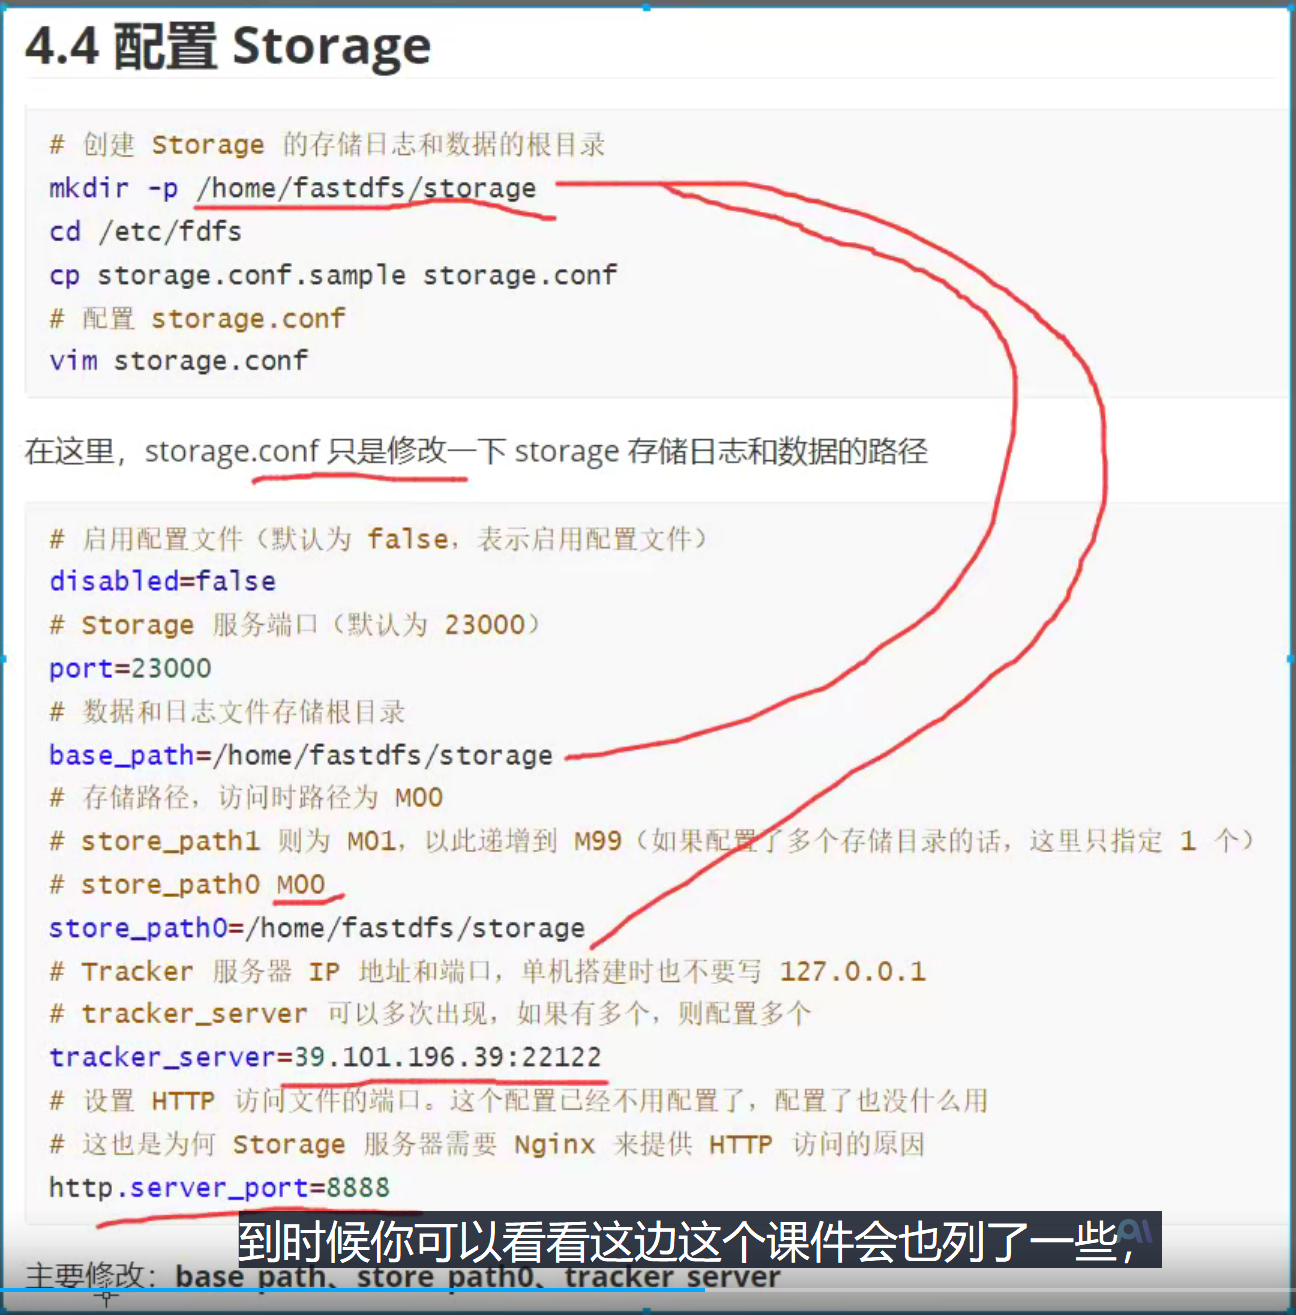 4.4 配置 Storage
# 创建 Storage 的存储日志和数据的根目录
mkdir -p /home/fastdfs/storage
cd /etc/fdfs
cp storage.conf.sample storage.conf
# 配置 storage.conf
vim storage.conf
在这里，storage.conf 只是修改一下 storage 存储日志和数据的路径
# 启用配置文件（默认为 false，表示启用配置文件）
disabled=false
# Storage 服务端口（默认为 23000）
port=23000
# 数据和日志文件存储根目录
base_path=/home/fastdfs/storage
# 存储路径，访问时路径为 M00
# store_path1 则为 M01，以此递增到 M99（如果配置了多个存储目录的话，这里只指定 1 个）
# store_path0 M00
store_path0=/home/fastdfs/storage
# Tracker 服务器 IP 地址和端口，单机搭建时也不要写 127.0.0.1
# tracker_server 可以多次出现，如果有多个，则配置多个
tracker_server=39.101.196.39:22122
# 设置 HTTP 访问文件的端口。这个配置已经不用配置了，配置了也没什么用
# 这也是为何 Storage 服务器需要 Nginx 来提供 HTTP 访问的原因
http.server_port=8888
到时候你可以看看这边这个课件会也列了一些，
AI
主要修改：base_path、store_path0、tracker_server